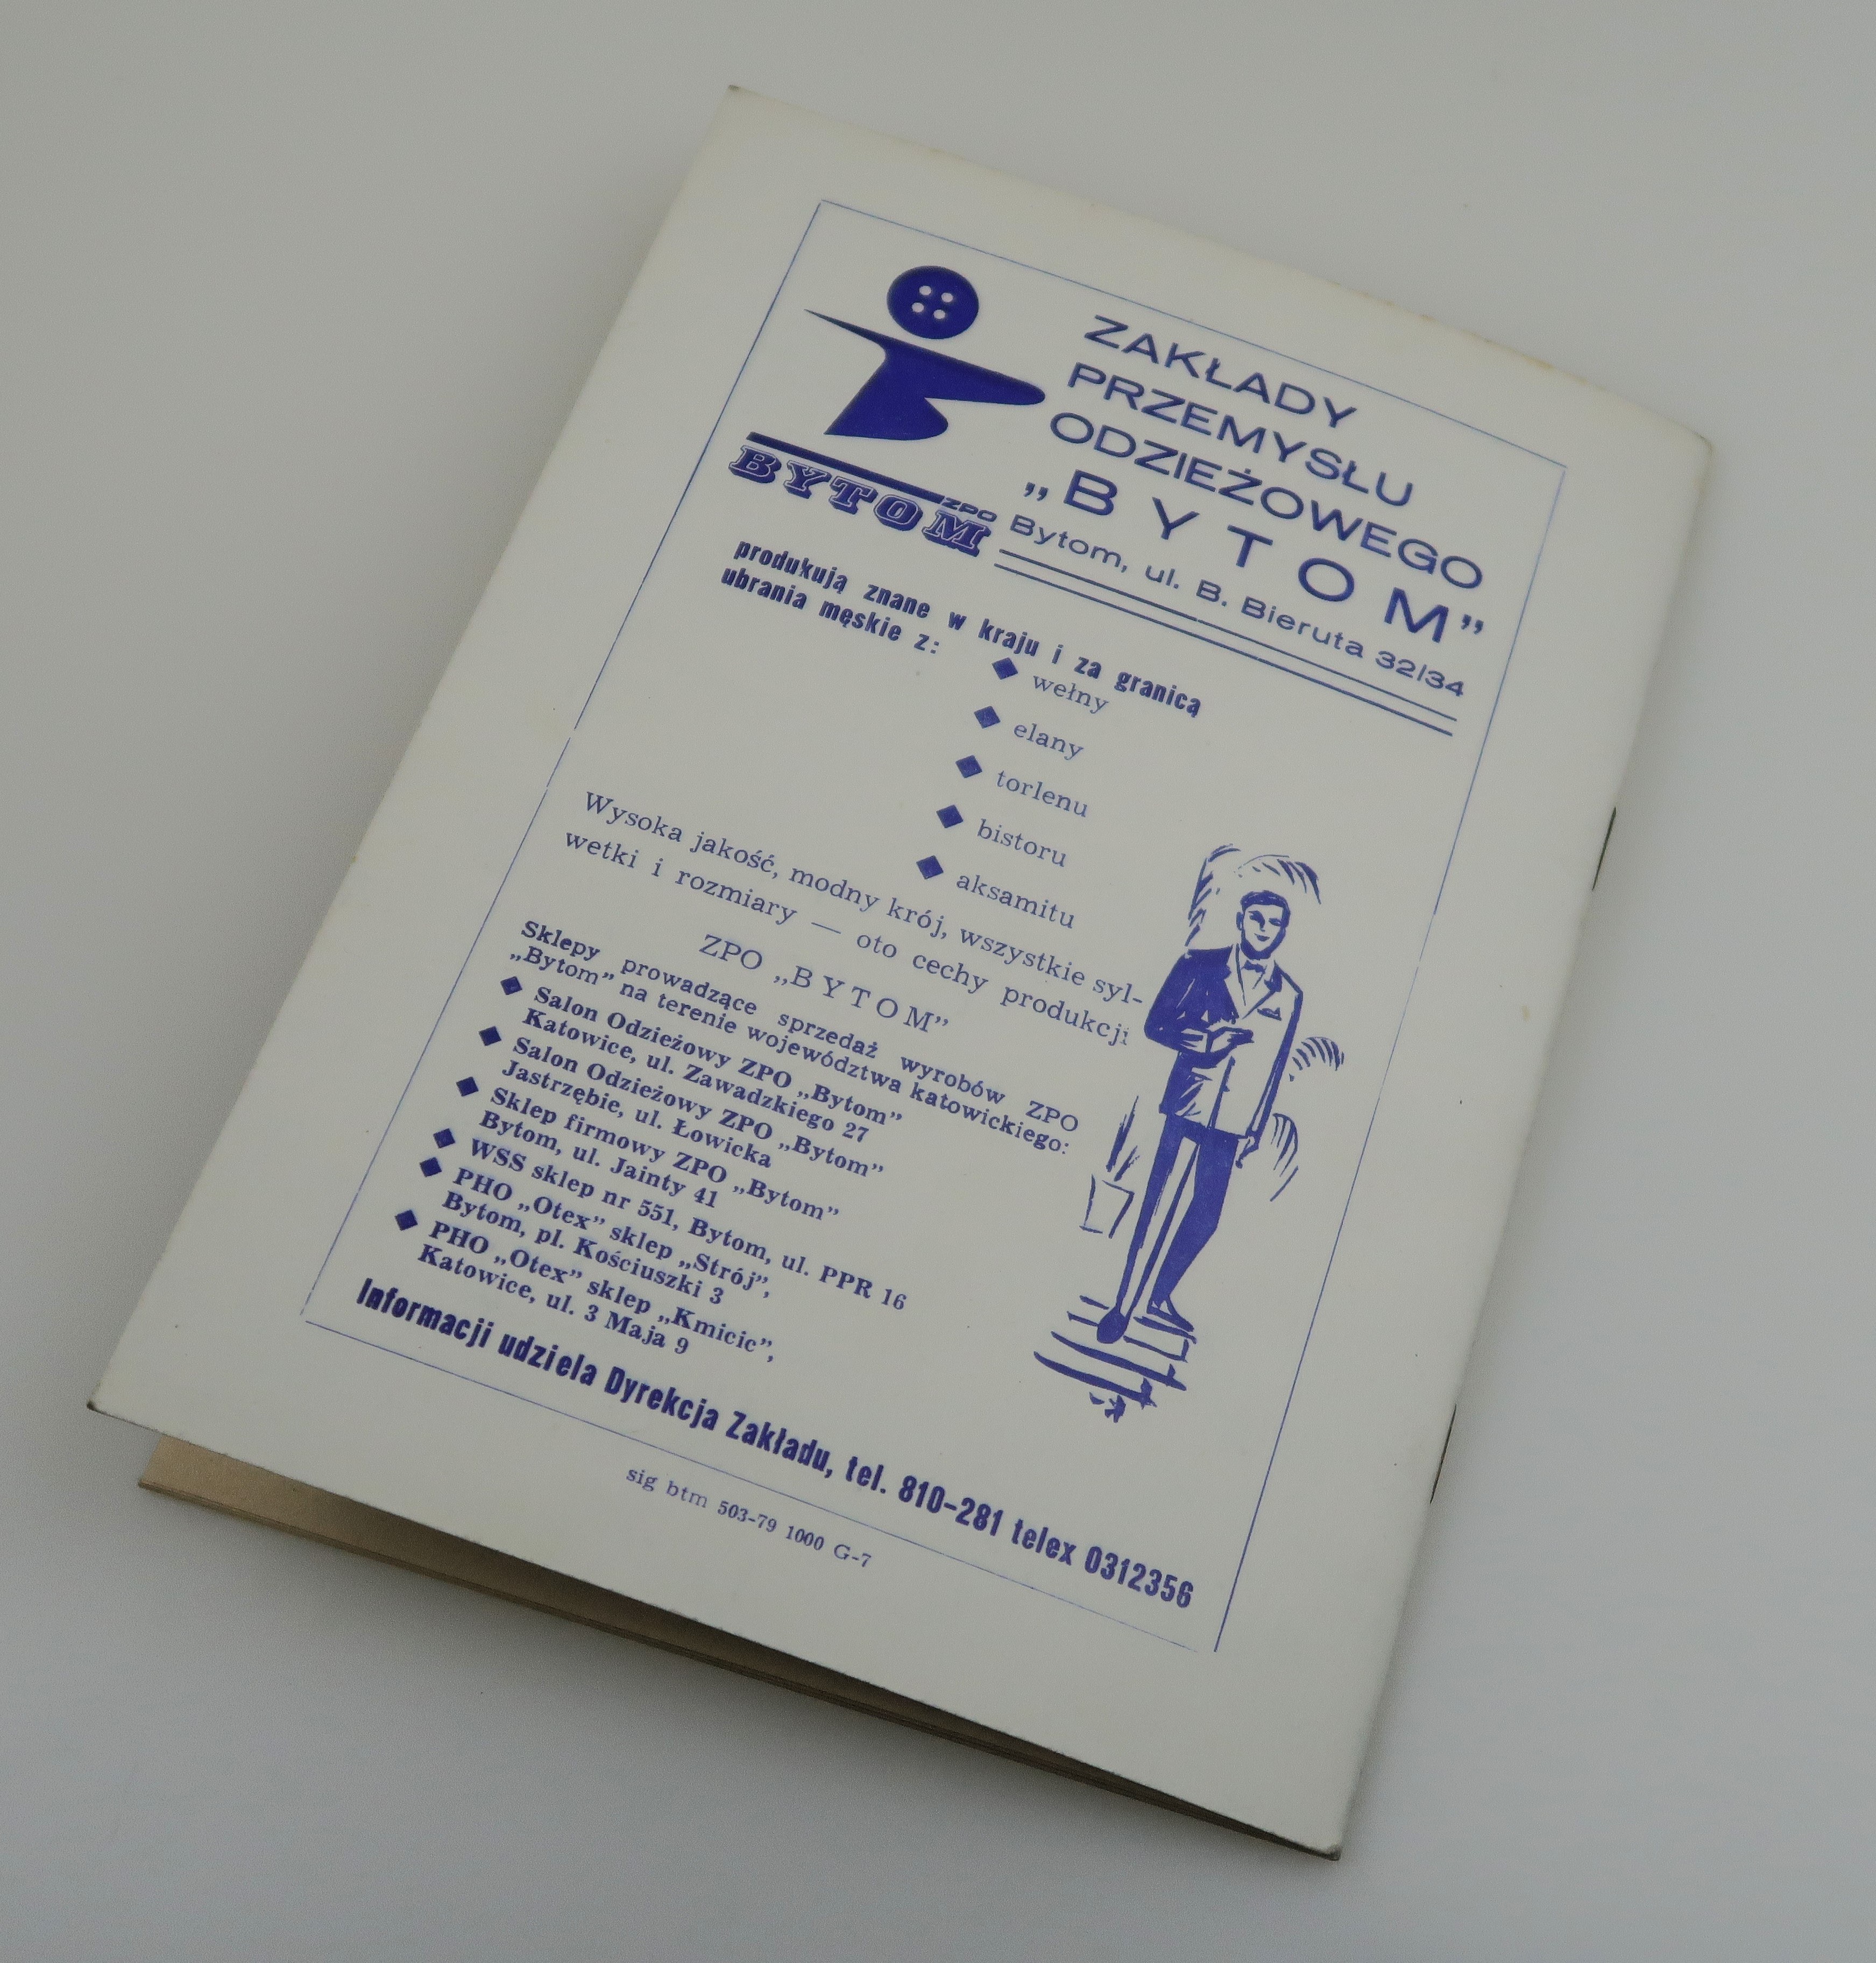 BYTOM
ZPO
ZAKŁADY
PRZEMYSŁU
ODZIEŻOWEGO
„BYTOM”
Bytom, ul. B. Bieruta 32/34
produkują znane w kraju i za granicą
ubrania męskie z:
wełny
elany
torlenu
bistoru
aksamitu
Wysoka jakość, modny krój, wszystkie syl-
wetki i rozmiary — oto cechy produkcji
ZPO „BYTOM”
Sklepy prowadzące sprzedaż wyrobów ZPO
„Bytom” na terenie województwa katowickiego:
Salon Odzieżowy ZPO „Bytom”
Katowice, ul. Zawadzkiego 27
Salon Odzieżowy ZPO „Bytom”
Jastrzębie, ul. Łowicka
Sklep firmowy ZPO „Bytom”
Bytom, ul. Jainty 41
WSS sklep nr 551, Bytom, ul. PPR 16
PHO „Otex” sklep „Strój”,
Bytom, pl. Kościuszki 3
PHO „Otex” sklep „Kmicic”,
Katowice, ul. 3 Maja 9
Informacji udziela Dyrekcja Zakładu, tel. 810-281 telex 0312356
sig btm 503-79 1000 G-7